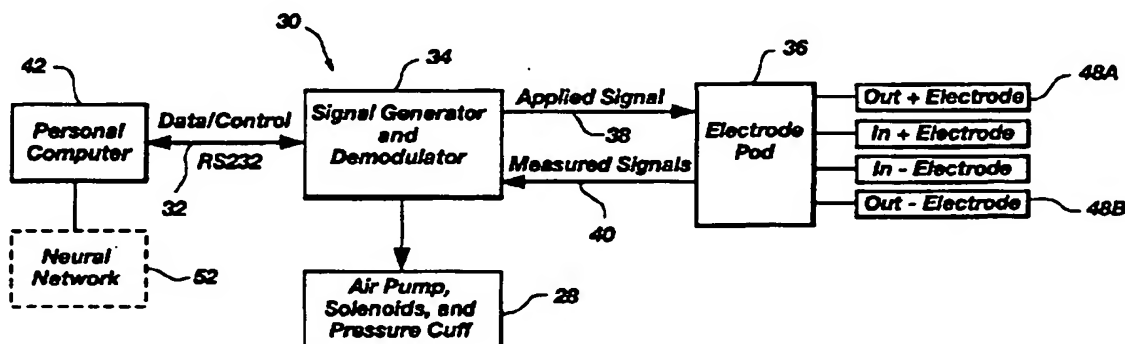 30
42
34
36
48A
Personal
Computer
Data/Control
RS232
32
Signal Generator
and
Demodulator
Applied Signal
38
Measured Signals
40
Electrode
Pod
Out + Electrode
In + Electrode
In - Electrode
Out - Electrode
48B
Neural
Network
52
Air Pump,
Solenoids, and
Pressure Cuff
28